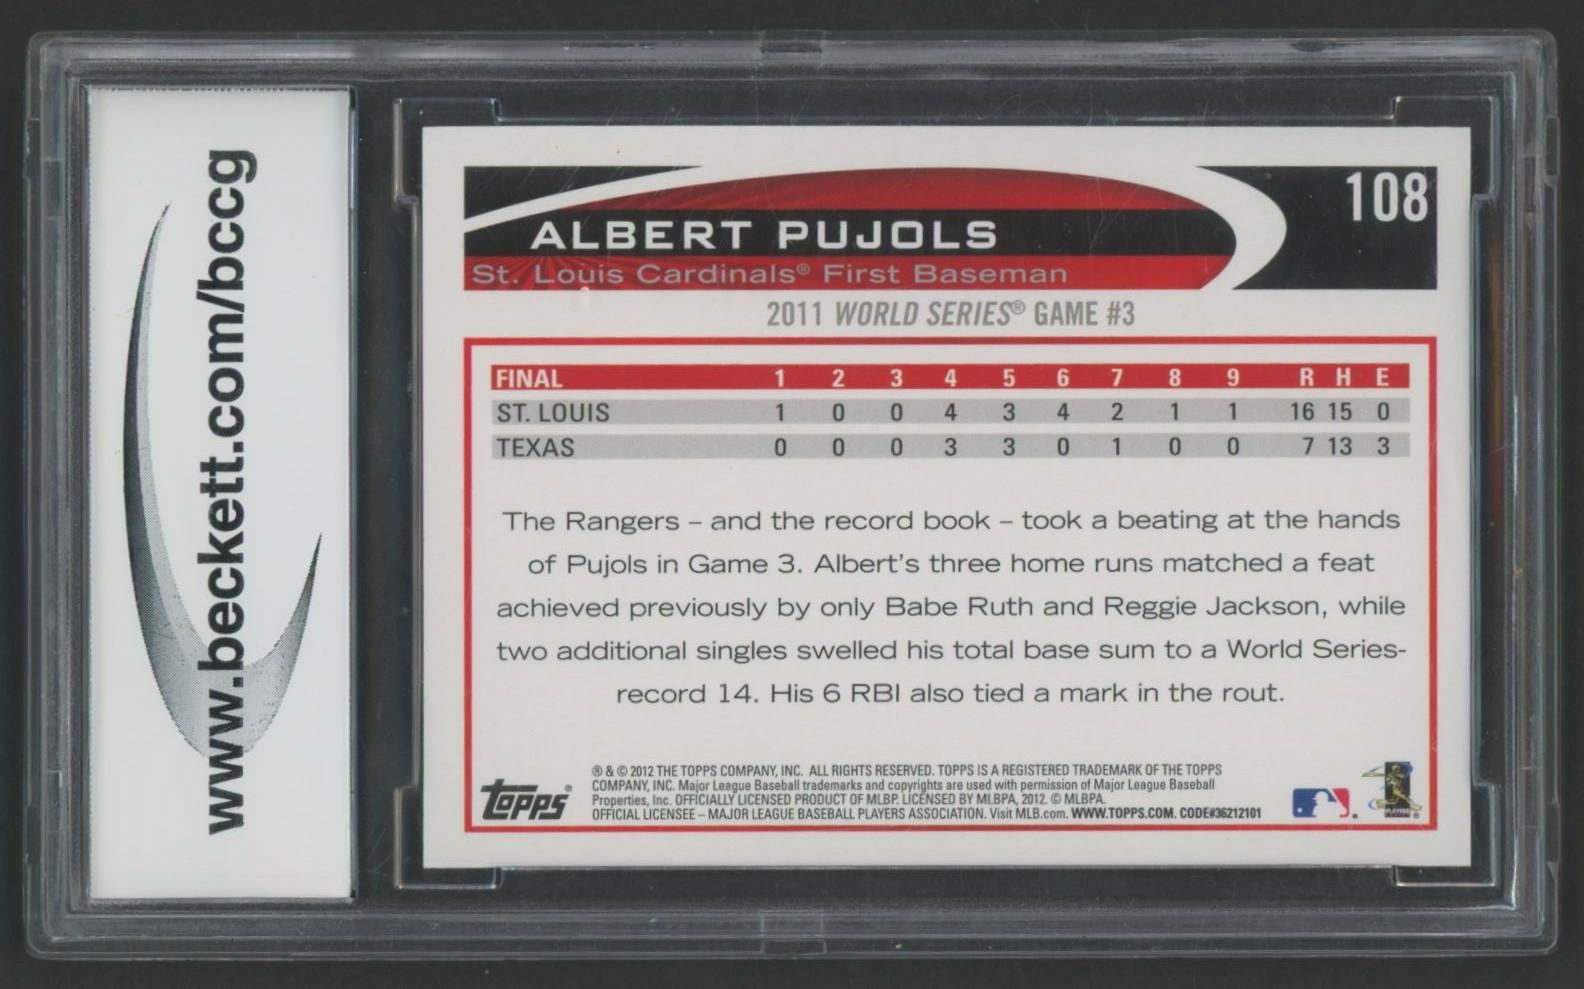 www.beckett.com/bccg
108
ALBERT PUJOLS
St. Louis Cardinals® First Baseman
2011 WORLD SERIES® GAME #3
FINAL 1 2 3 4 5 6 7 8 9 R H E
ST. LOUIS 1 0 0 4 3 4 2 1 1 16 15 0
TEXAS 0 0 0 3 3 0 1 0 0 7 13 3
The Rangers – and the record book – took a beating at the hands
of Pujols in Game 3. Albert's three home runs matched a feat
achieved previously by only Babe Ruth and Reggie Jackson, while
two additional singles swelled his total base sum to a World Series-
record 14. His 6 RBI also tied a mark in the rout.
topps®
® & © 2012 THE TOPPS COMPANY, INC. ALL RIGHTS RESERVED. TOPPS IS A REGISTERED TRADEMARK OF THE TOPPS
COMPANY, INC. Major League Baseball trademarks and copyrights are used with permission of Major League Baseball
Properties, Inc. OFFICIALLY LICENSED PRODUCT OF MLBP. LICENSED BY MLBPA, 2012. © MLBPA.
OFFICIAL LICENSEE – MAJOR LEAGUE BASEBALL PLAYERS ASSOCIATION. Visit MLB.com. WWW.TOPPS.COM. CODE#36212101